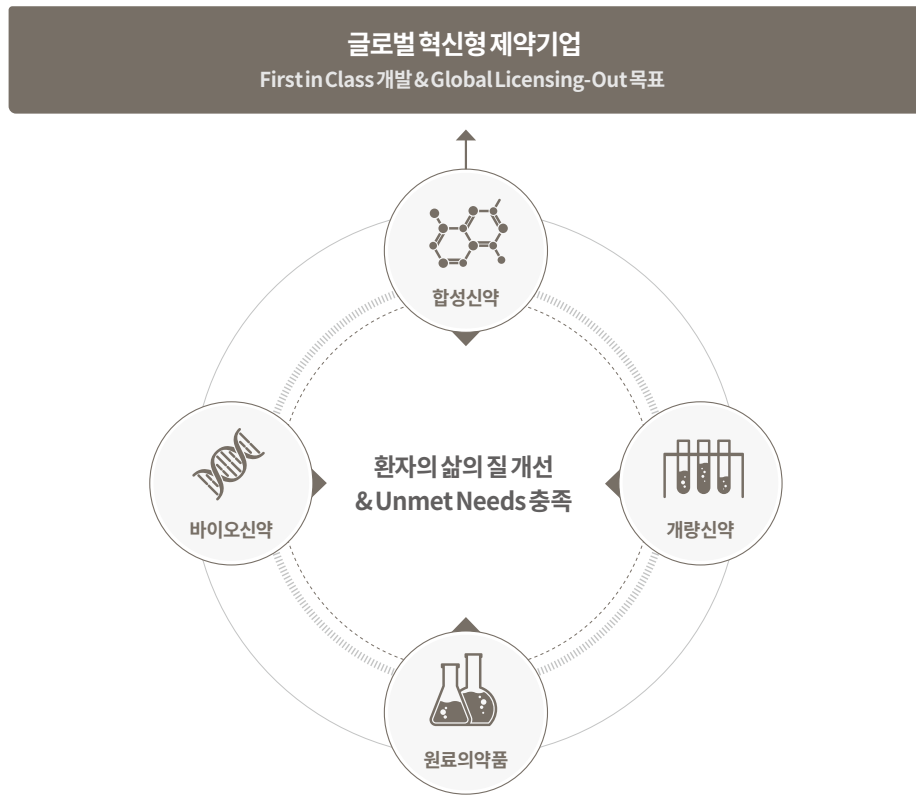 글로벌 혁신형 제약기업
First in Class 개발 & Global Licensing-Out 목표
합성신약
바이오신약
환자의 삶의 질 개선
& Unmet Needs 충족
개량신약
원료의약품